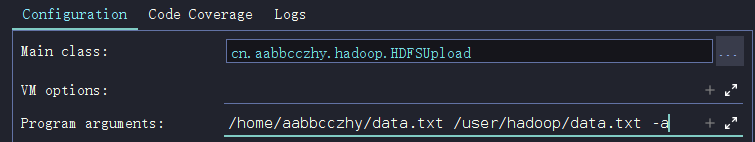 Configuration Code Coverage Logs
Main class: cn.aabbcczhy.hadoop.HDFSUpload ...
VM options:
Program arguments: /home/aabbcczhy/data.txt /user/hadoop/data.txt -a